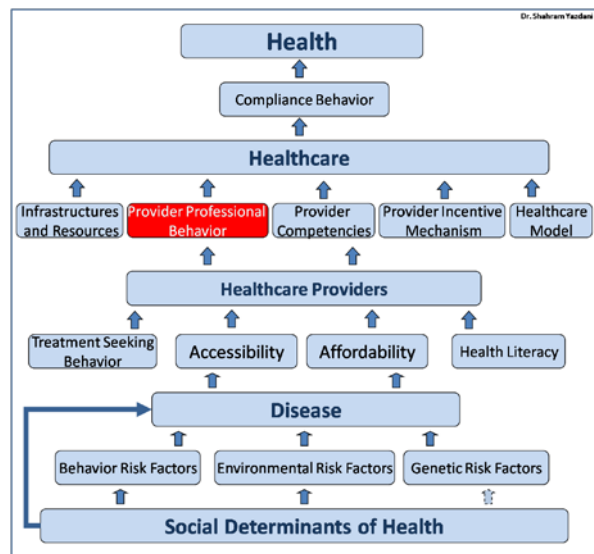 Dr. Shahram Yazdani
Health
Compliance Behavior
Healthcare
Infrastructures
and Resources
Provider Professional
Behavior
Provider
Competencies
Provider Incentive
Mechanism
Healthcare
Model
Healthcare Providers
Treatment Seeking
Behavior
Accessibility
Affordability
Health Literacy
Disease
Behavior Risk Factors
Environmental Risk Factors
Genetic Risk Factors
Social Determinants of Health